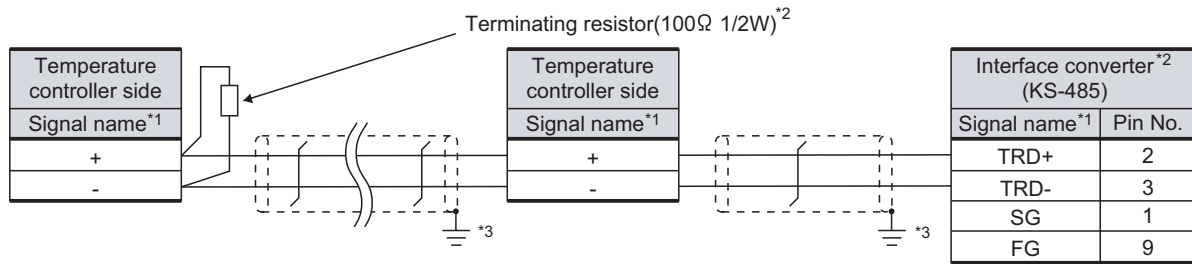 Terminating resistor(100Ω 1/2W)*2
Temperature
controller side
Signal name*1
+
-
*3
Temperature
controller side
Signal name*1
+
-
*3
Interface converter*2
(KS-485)
Signal name*1 Pin No.
TRD+ 2
TRD- 3
SG 1
FG 9